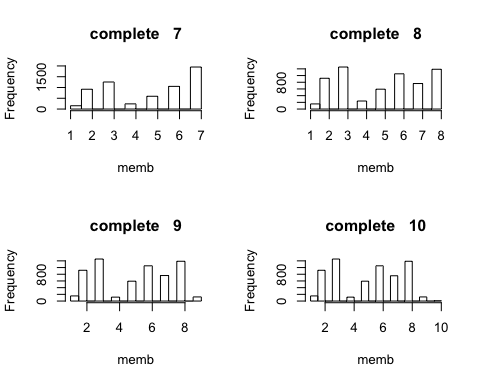 complete 7
Frequency
0 1500
1 2 3 4 5 6 7
memb
complete 8
Frequency
0 800
1 2 3 4 5 6 7 8
memb
complete 9
Frequency
0 800
2 4 6 8
memb
complete 10
Frequency
0 800
2 4 6 8 10
memb